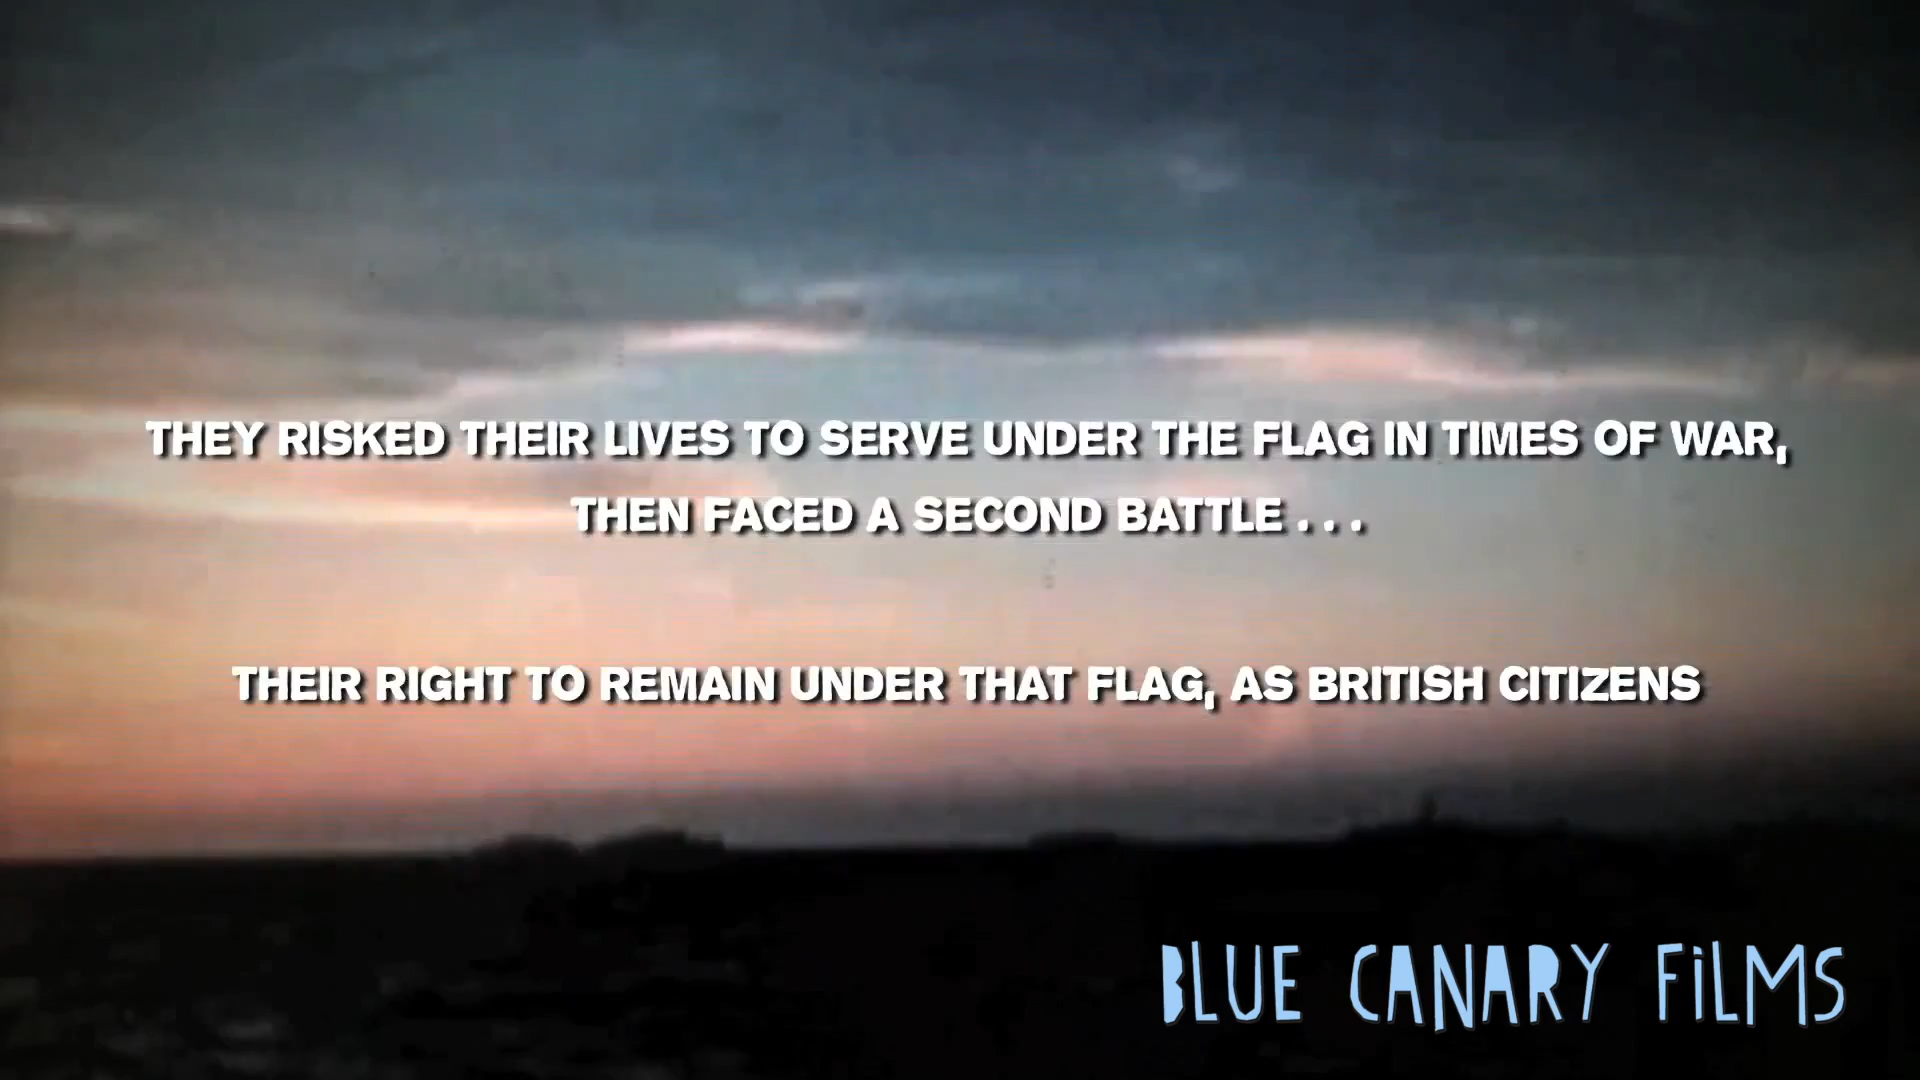 THEY RISKED THEIR LIVES TO SERVE UNDER THE FLAG IN TIMES OF WAR,
THEN FACED A SECOND BATTLE . . .
THEIR RIGHT TO REMAIN UNDER THAT FLAG, AS BRITISH CITIZENS
BLUE CANARY FiLMS